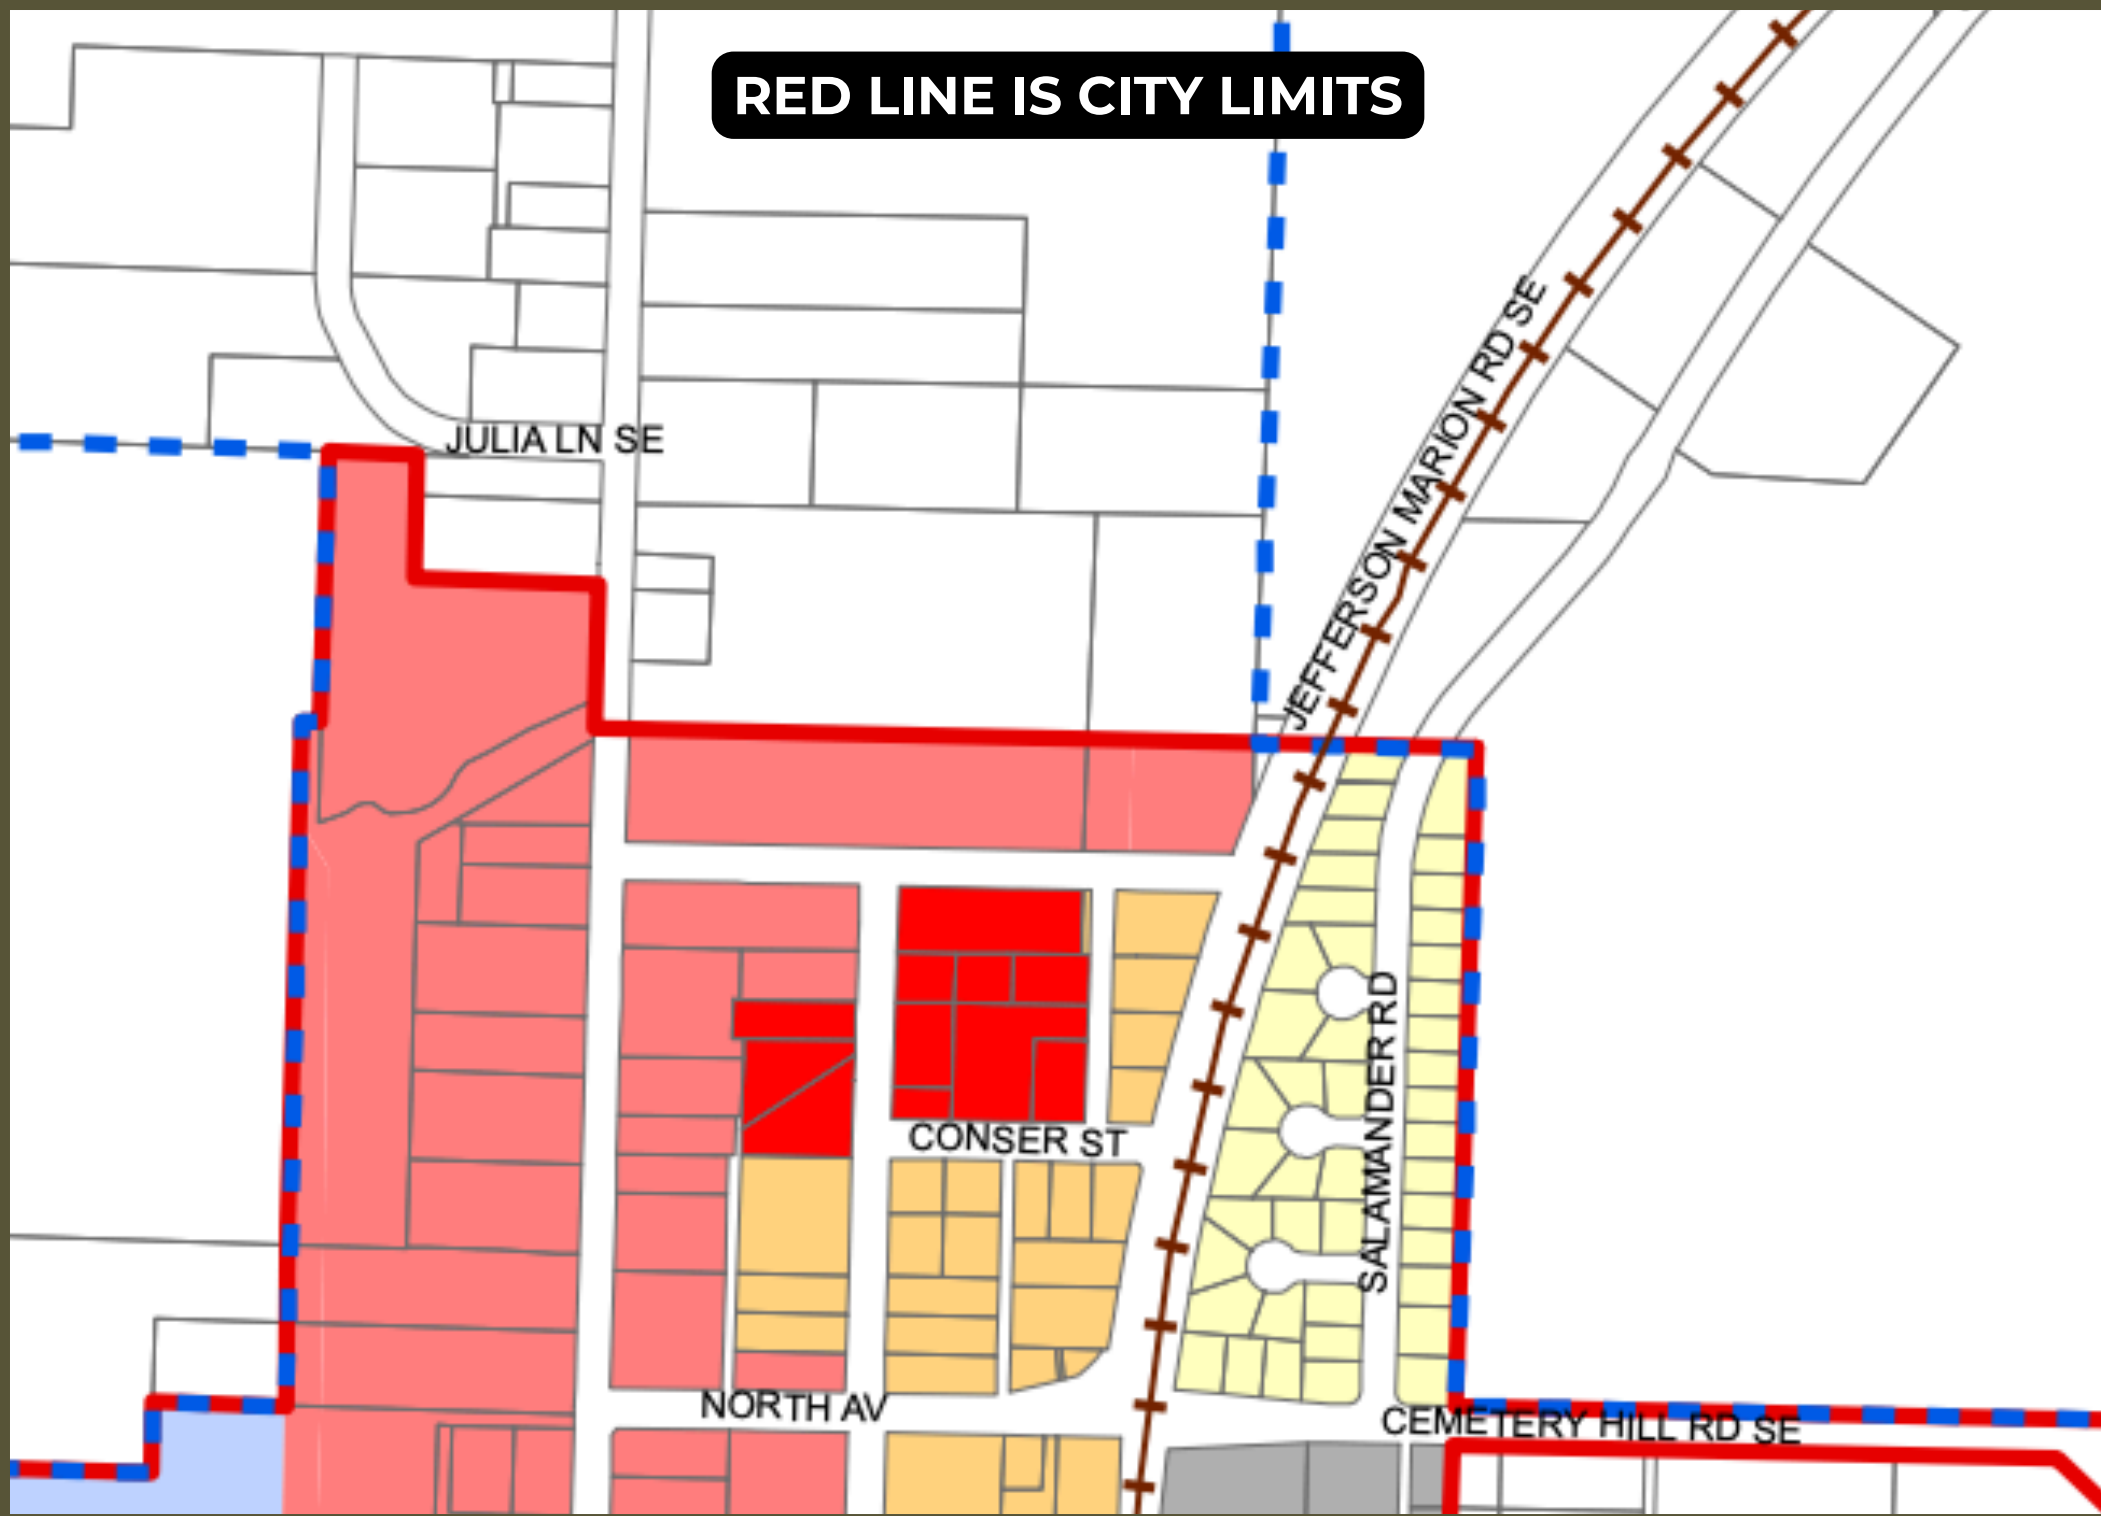 RED LINE IS CITY LIMITS
JEFFERSON MARION RD SE
JULIA LN SE
SALAMANDER RD
CONSER ST
NORTH AV
CEMETERY HILL RD SE